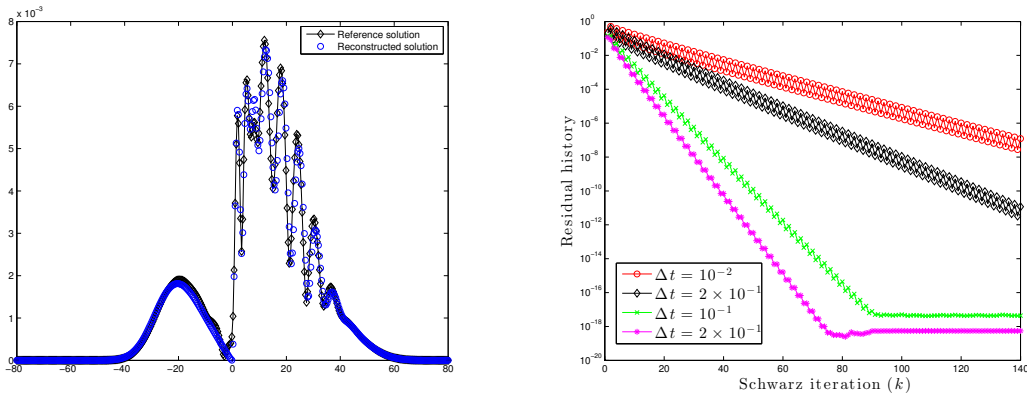 x 10⁻³
8
7
6
5
4
3
2
1
0
−80 −60 −40 −20 0 20 40 60 80
Reference solution
Reconstructed solution
Residual history
10⁰
10⁻²
10⁻⁴
10⁻⁶
10⁻⁸
10⁻¹⁰
10⁻¹²
10⁻¹⁴
10⁻¹⁶
10⁻¹⁸
10⁻²⁰
Δt = 10⁻²
Δt = 2 × 10⁻¹
Δt = 10⁻¹
Δt = 2 × 10⁻¹
0 20 40 60 80 100 120 140
Schwarz iteration (k)